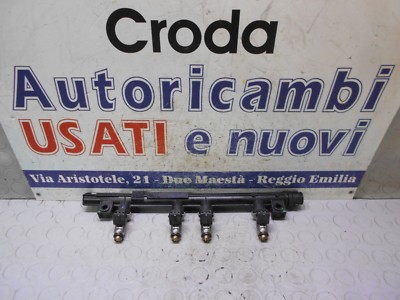 Croda
Autoricambi
USATI e nuovi
Via Aristotele, 21 - Due Maestà - Reggio Emilia